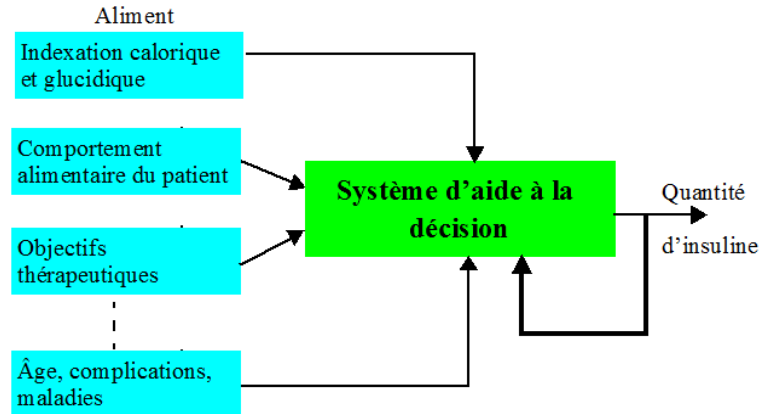 Aliment
Indexation calorique
et glucidique
Comportement
alimentaire du patient
Objectifs
thérapeutiques
Âge, complications,
maladies
Système d’aide à la
décision
Quantité
d’insuline